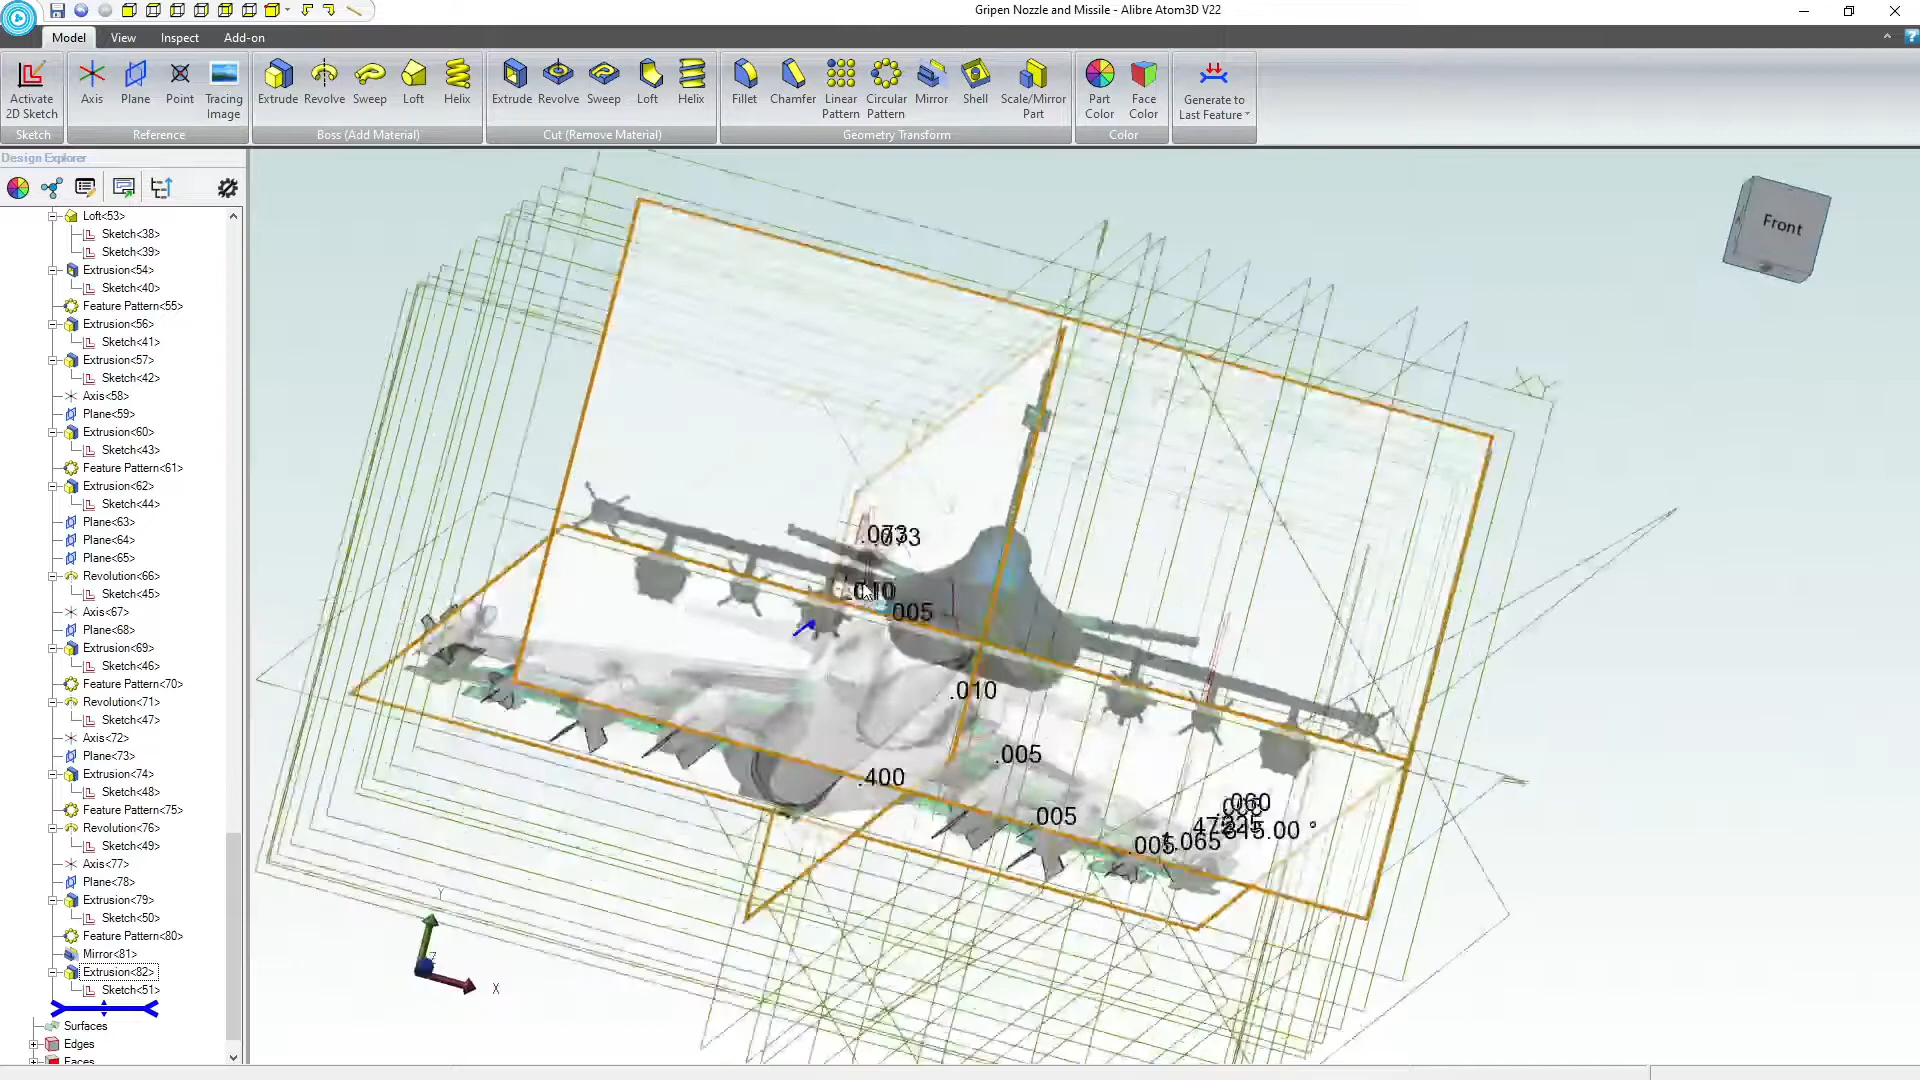 Gripen Nozzle and Missile - Alibre Atom3D V22
Model
View
Inspect
Add-on
?
Activate
2D Sketch
Axis
Plane
Point
Tracing
Image
Extrude
Revolve
Sweep
Loft
Helix
Extrude
Revolve
Sweep
Loft
Helix
Fillet
Chamfer
Linear
Pattern
Circular
Pattern
Mirror
Shell
Scale/Mirror
Part
Part
Color
Face
Color
Generate to
Last Feature
Sketch
Reference
Boss (Add Material)
Cut (Remove Material)
Geometry Transform
Color
Design Explorer
Loft<53>
Sketch<38>
Sketch<39>
Extrusion<54>
Sketch<40>
Feature Pattern<55>
Extrusion<56>
Sketch<41>
Extrusion<57>
Sketch<42>
Axis<58>
Plane<59>
Extrusion<60>
Sketch<43>
Feature Pattern<61>
Extrusion<62>
Sketch<44>
Plane<63>
Plane<64>
Plane<65>
Revolution<66>
Sketch<45>
Axis<67>
Plane<68>
Extrusion<69>
Sketch<46>
Feature Pattern<70>
Revolution<71>
Sketch<47>
Axis<72>
Plane<73>
Extrusion<74>
Sketch<48>
Feature Pattern<75>
Revolution<76>
Sketch<49>
Axis<77>
Plane<78>
Extrusion<79>
Sketch<50>
Feature Pattern<80>
Mirror<81>
Extrusion<82>
Sketch<51>
Surfaces
Edges
Faces
Front
.073
.005
.010
.005
.400
.005
.060
.005
.065
Y
Z
X